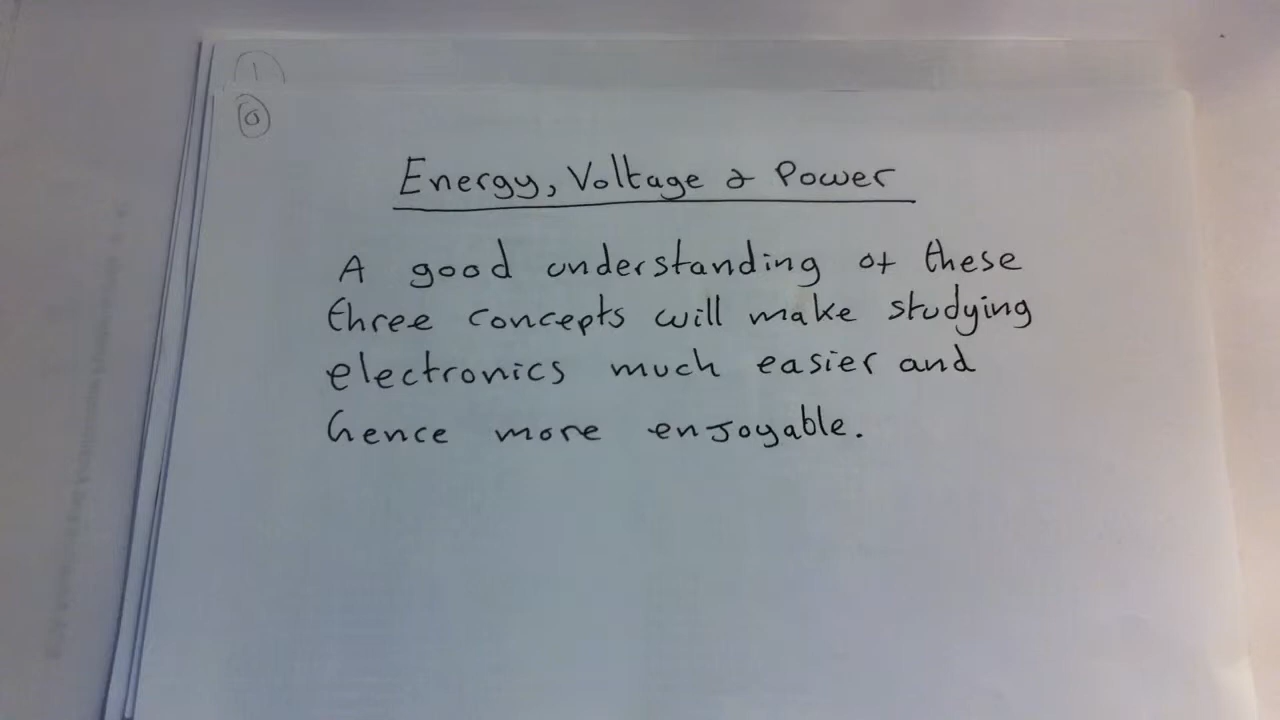 1
0
Energy, Voltage & Power
A good understanding of these
three concepts will make studying
electronics much easier and
hence more enjoyable.